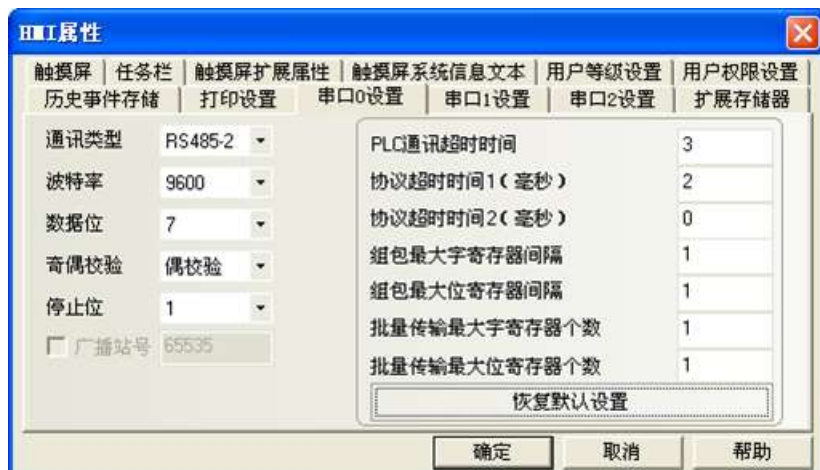 HMI属性
触摸屏 任务栏 触摸屏扩展属性 触摸屏系统信息文本 用户等级设置 用户权限设置
历史事件存储 打印设置 串口0设置 串口1设置 串口2设置 扩展存储器
通讯类型 RS485-2
波特率 9600
数据位 7
奇偶校验 偶校验
停止位 1
广播站号 65535
PLC通讯超时时间 3
协议超时时间1(毫秒) 2
协议超时时间2(毫秒) 0
组包最大字寄存器间隔 1
组包最大位寄存器间隔 1
批量传输最大字寄存器个数 1
批量传输最大位寄存器个数 1
恢复默认设置
确定 取消 帮助